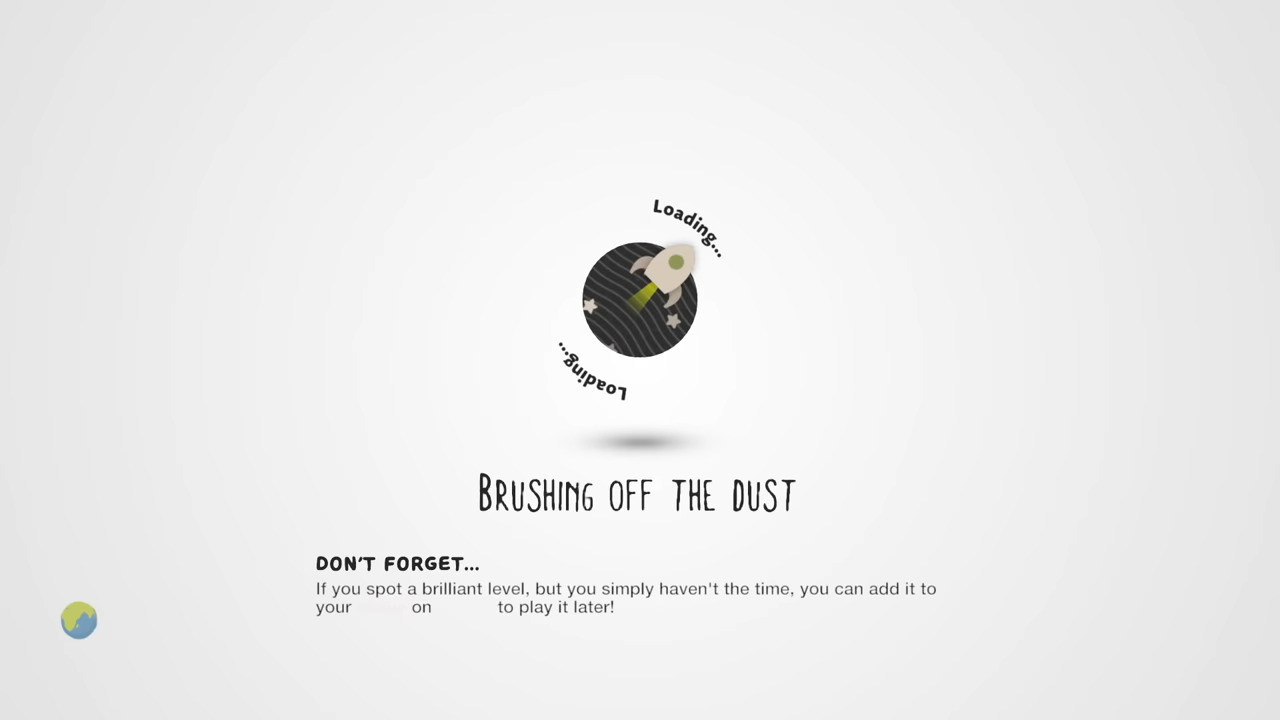 Loading...
Loading...
BRUSHING OFF THE DUST
DON'T FORGET...
If you spot a brilliant level, but you simply haven't the time, you can add it to
your on to play it later!